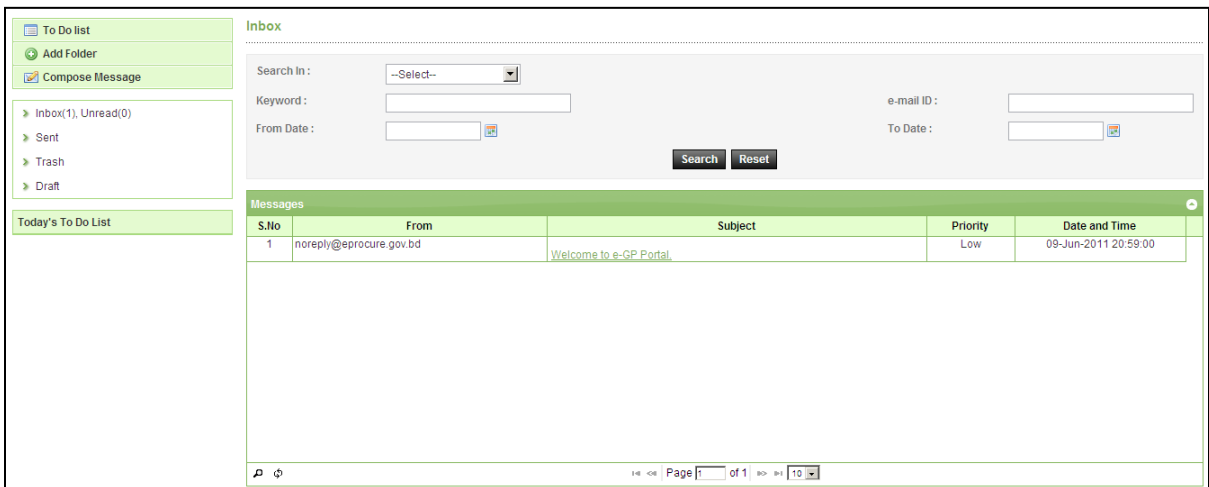 To Do list
Add Folder
Compose Message
Inbox(1), Unread(0)
Sent
Trash
Draft
Today's To Do List
Inbox
Search In :
--Select--
Keyword :
e-mail ID :
From Date :
To Date :
Search Reset
Messages
S.No From Subject Priority Date and Time
1 noreply@eprocure.gov.bd Welcome to e-GP Portal. Low 09-Jun-2011 20:59:00
Page 1 of 1 10